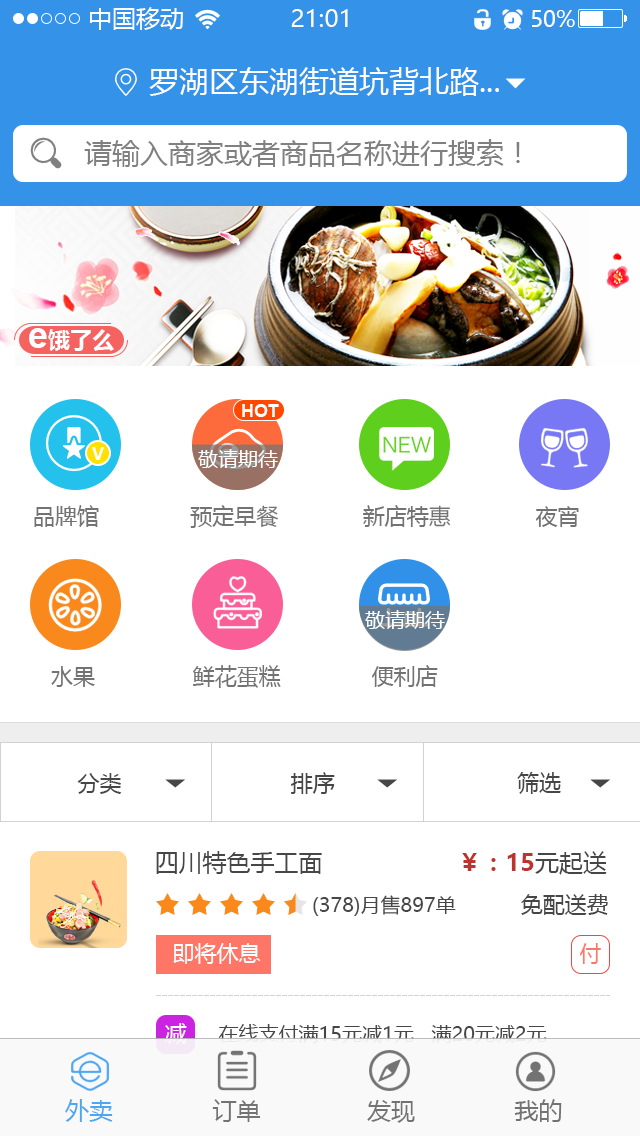 中国移动 21:01 50%
罗湖区东湖街道坑背北路...
请输入商家或者商品名称进行搜索！
e饿了么
V HOT NEW
敬请期待
品牌馆 预定早餐 新店特惠 夜宵
敬请期待
水果 鲜花蛋糕 便利店
分类 排序 筛选
四川特色手工面 ¥：15元起送
(378)月售897单 免配送费
即将休息 付
减 在线支付满15元减1元 满20元减2元
外卖 订单 发现 我的